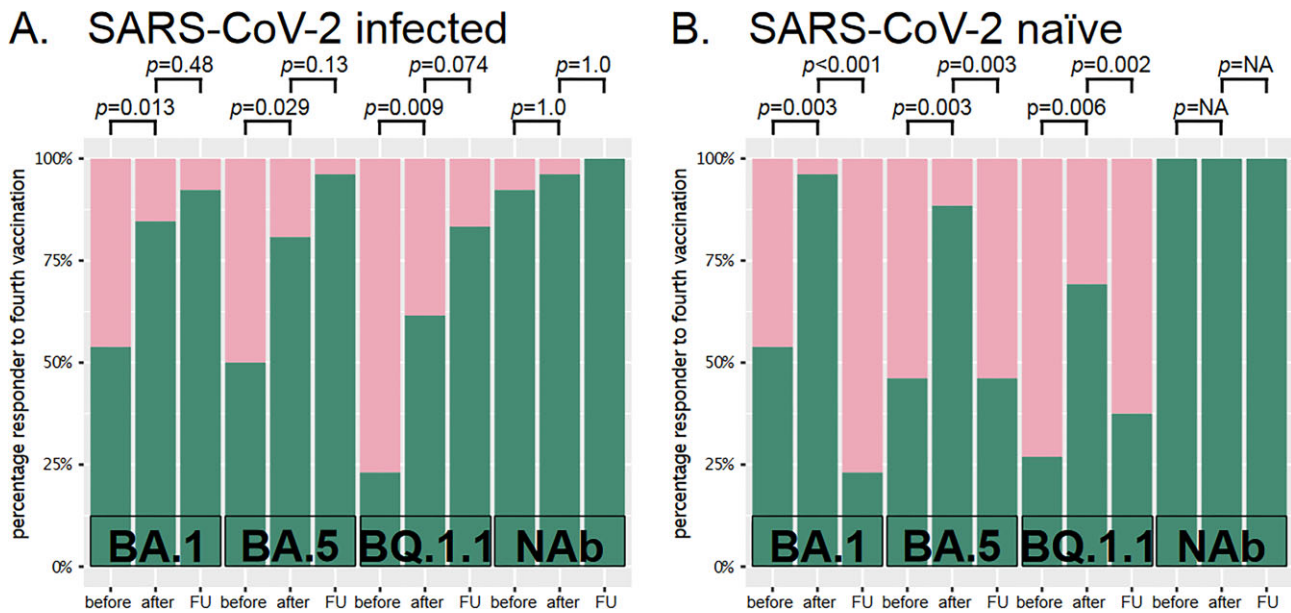 A. SARS-CoV-2 infected
p=0.48 p=0.13 p=0.074 p=1.0
p=0.013 p=0.029 p=0.009 p=1.0
percentage responder to fourth vaccination
100%
75%
50%
25%
0%
BA.1 BA.5 BQ.1.1 NAb
before after FU before after FU before after FU before after FU
B. SARS-CoV-2 naïve
p<0.001 p=0.003 p=0.002 p=NA
p=0.003 p=0.003 p=0.006 p=NA
percentage responder to fourth vaccination
100%
75%
50%
25%
0%
BA.1 BA.5 BQ.1.1 NAb
before after FU before after FU before after FU before after FU